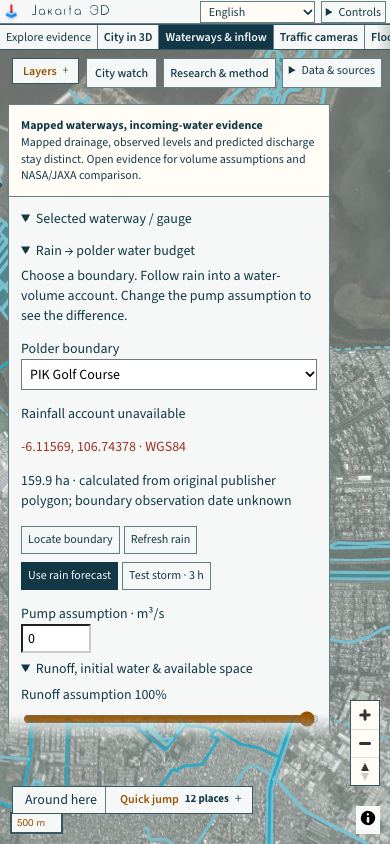 Jakarta 3D
English
Controls
Explore evidence
City in 3D
Waterways & inflow
Traffic cameras
Layers +
City watch
Research & method
Data & sources
Mapped waterways, incoming-water evidence
Mapped drainage, observed levels and predicted discharge
stay distinct. Open evidence for volume assumptions and
NASA/JAXA comparison.
Selected waterway / gauge
Rain → polder water budget
Choose a boundary. Follow rain into a water-
volume account. Change the pump assumption to
see the difference.
Polder boundary
PIK Golf Course
Rainfall account unavailable
-6.11569, 106.74378 · WGS84
159.9 ha · calculated from original publisher
polygon; boundary observation date unknown
Locate boundary
Refresh rain
Use rain forecast
Test storm · 3 h
Pump assumption · m³/s
0
Runoff, initial water & available space
Runoff assumption 100%
Around here
Quick jump 12 places +
500 m